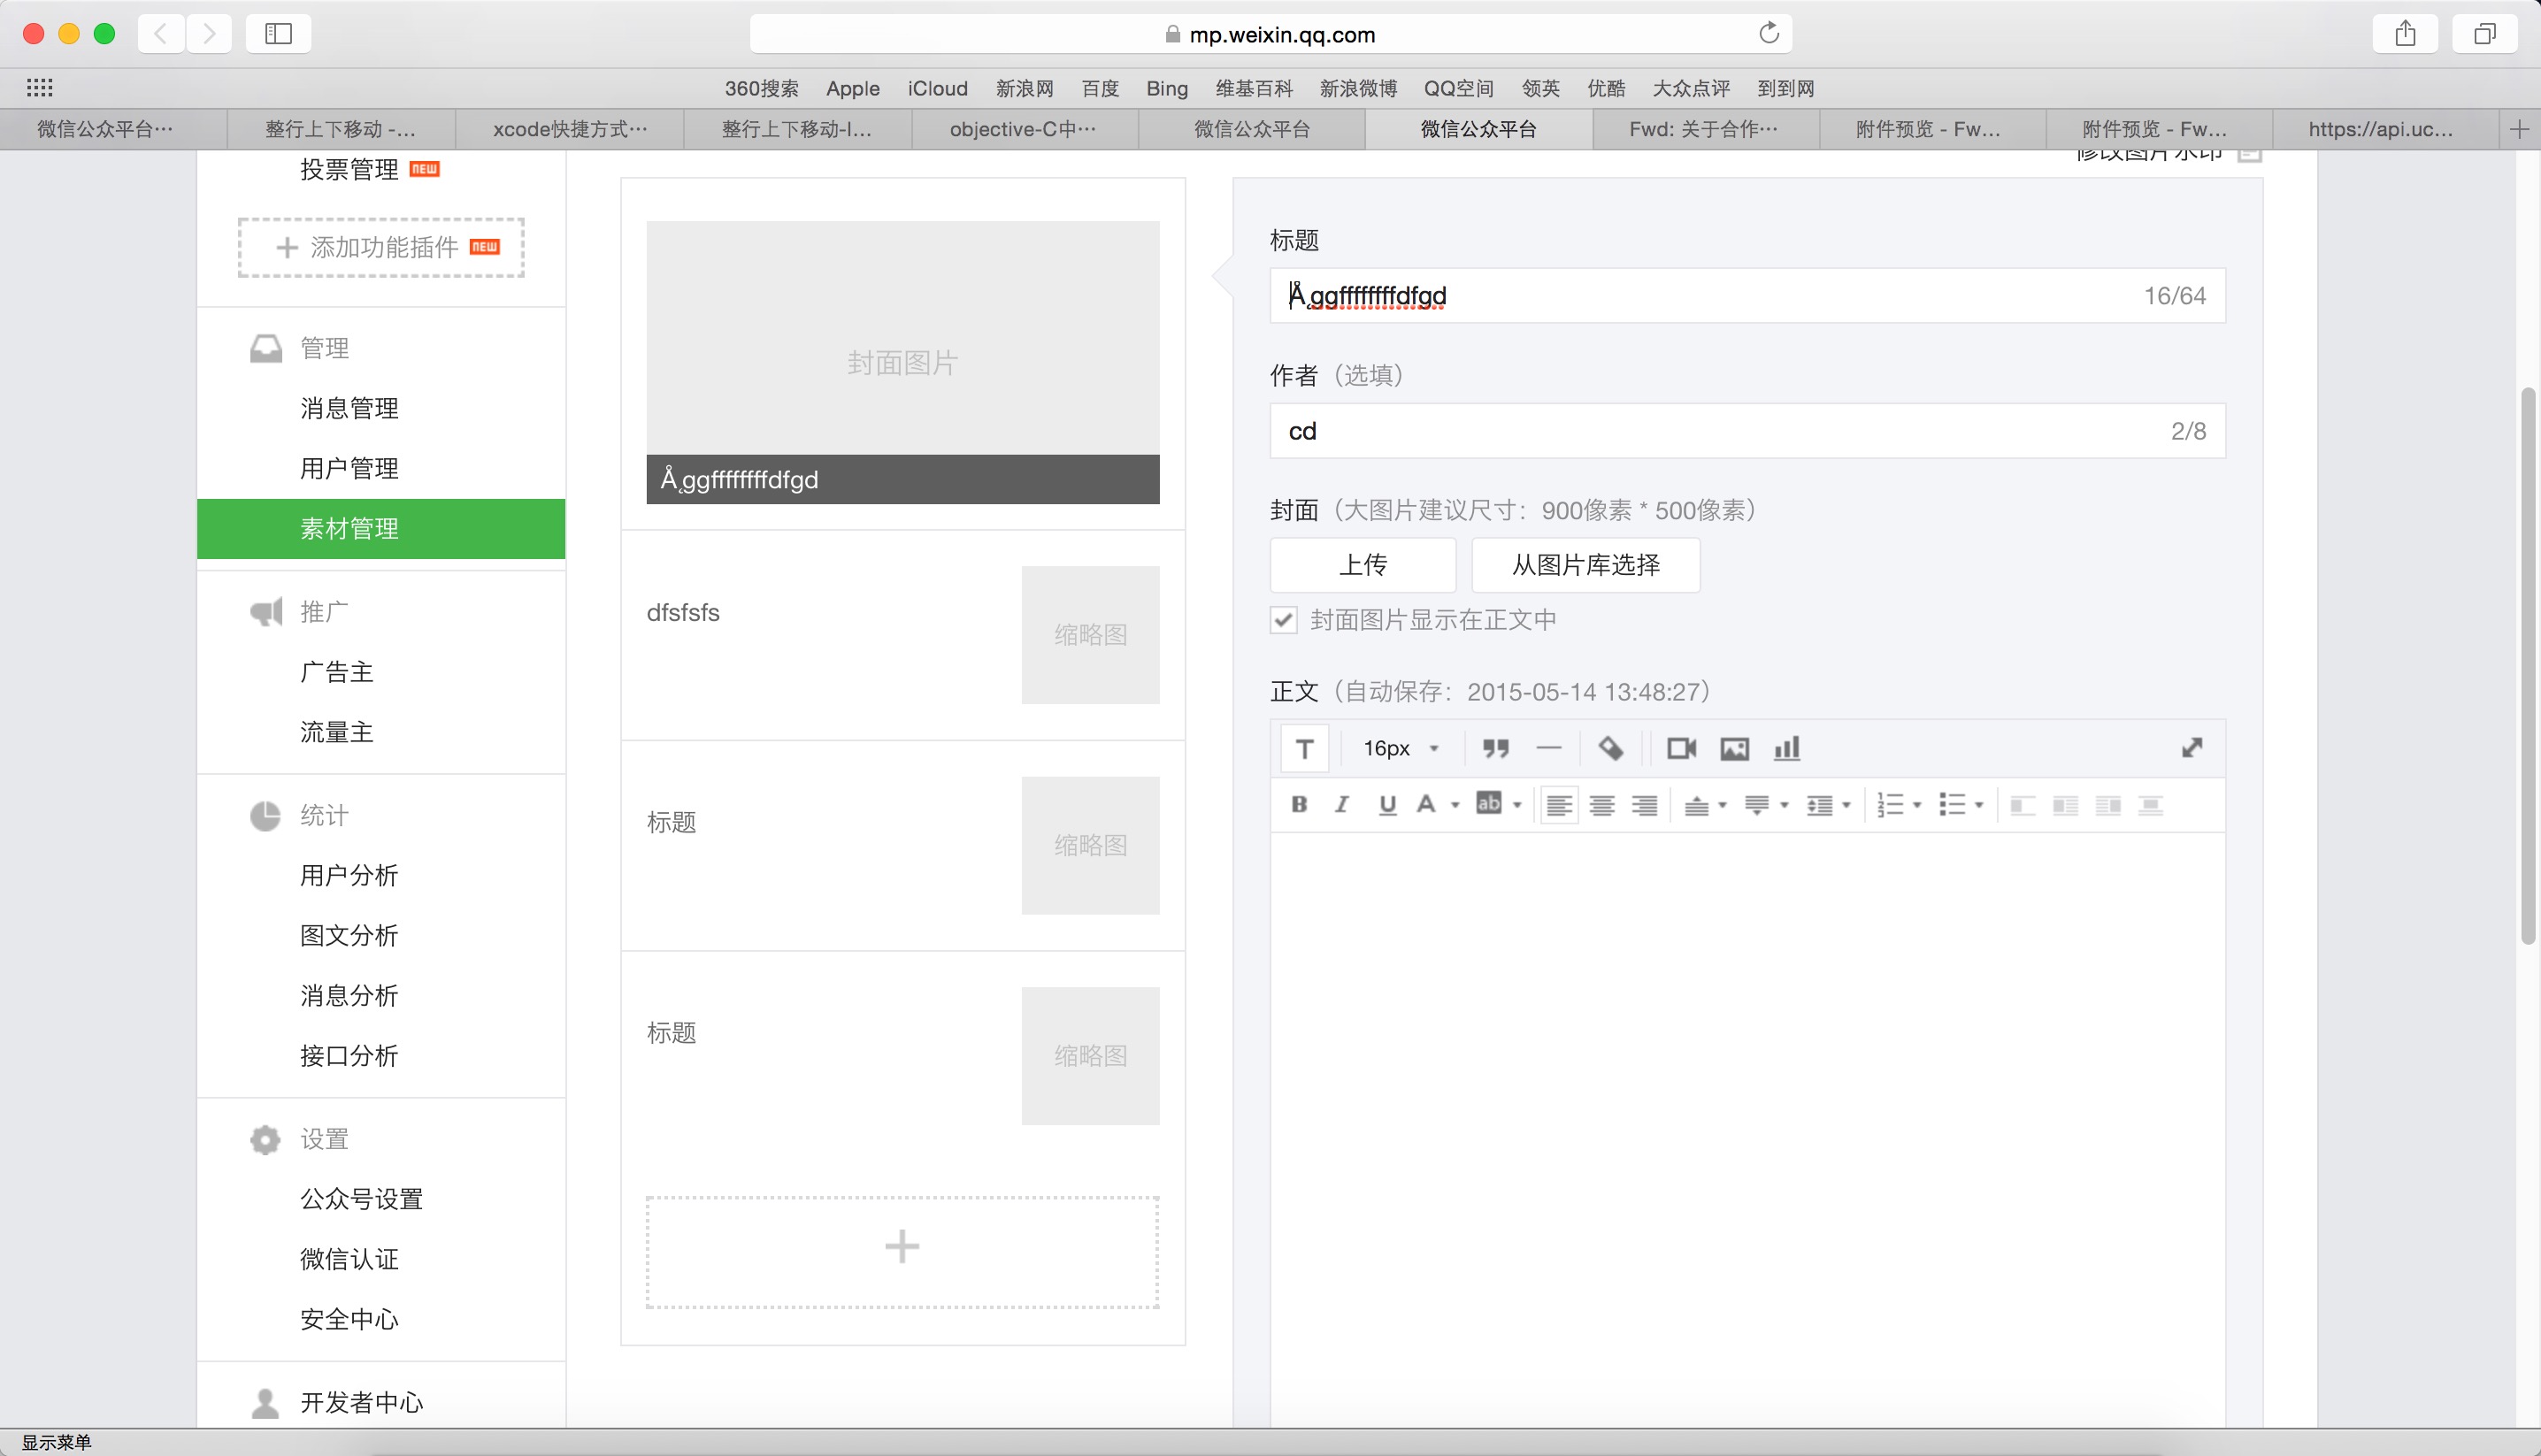 mp.weixin.qq.com
360搜索 Apple iCloud 新浪网 百度 Bing 维基百科 新浪微博 QQ空间 领英 优酷 大众点评 到到网
微信公众平台… 整行上下移动 -... xcode快捷方式… 整行上下移动-I... objective-C中… 微信公众平台 微信公众平台 Fwd: 关于合作… 附件预览 - Fw... 附件预览 - Fw... https://api.uc...
投票管理 NEW
添加功能插件 NEW
管理
消息管理
用户管理
素材管理
推广
广告主
流量主
统计
用户分析
图文分析
消息分析
接口分析
设置
公众号设置
微信认证
安全中心
开发者中心
封面图片
Å˛ggffffffffdfgd
dfsfsfs
缩略图
标题
缩略图
标题
缩略图
修改图片水印
标题
Å˛ggffffffffdfgd 16/64
作者（选填）
cd 2/8
封面（大图片建议尺寸：900像素 * 500像素）
上传 从图片库选择
封面图片显示在正文中
正文（自动保存：2015-05-14 13:48:27）
T 16px
B I U A ab
显示菜单